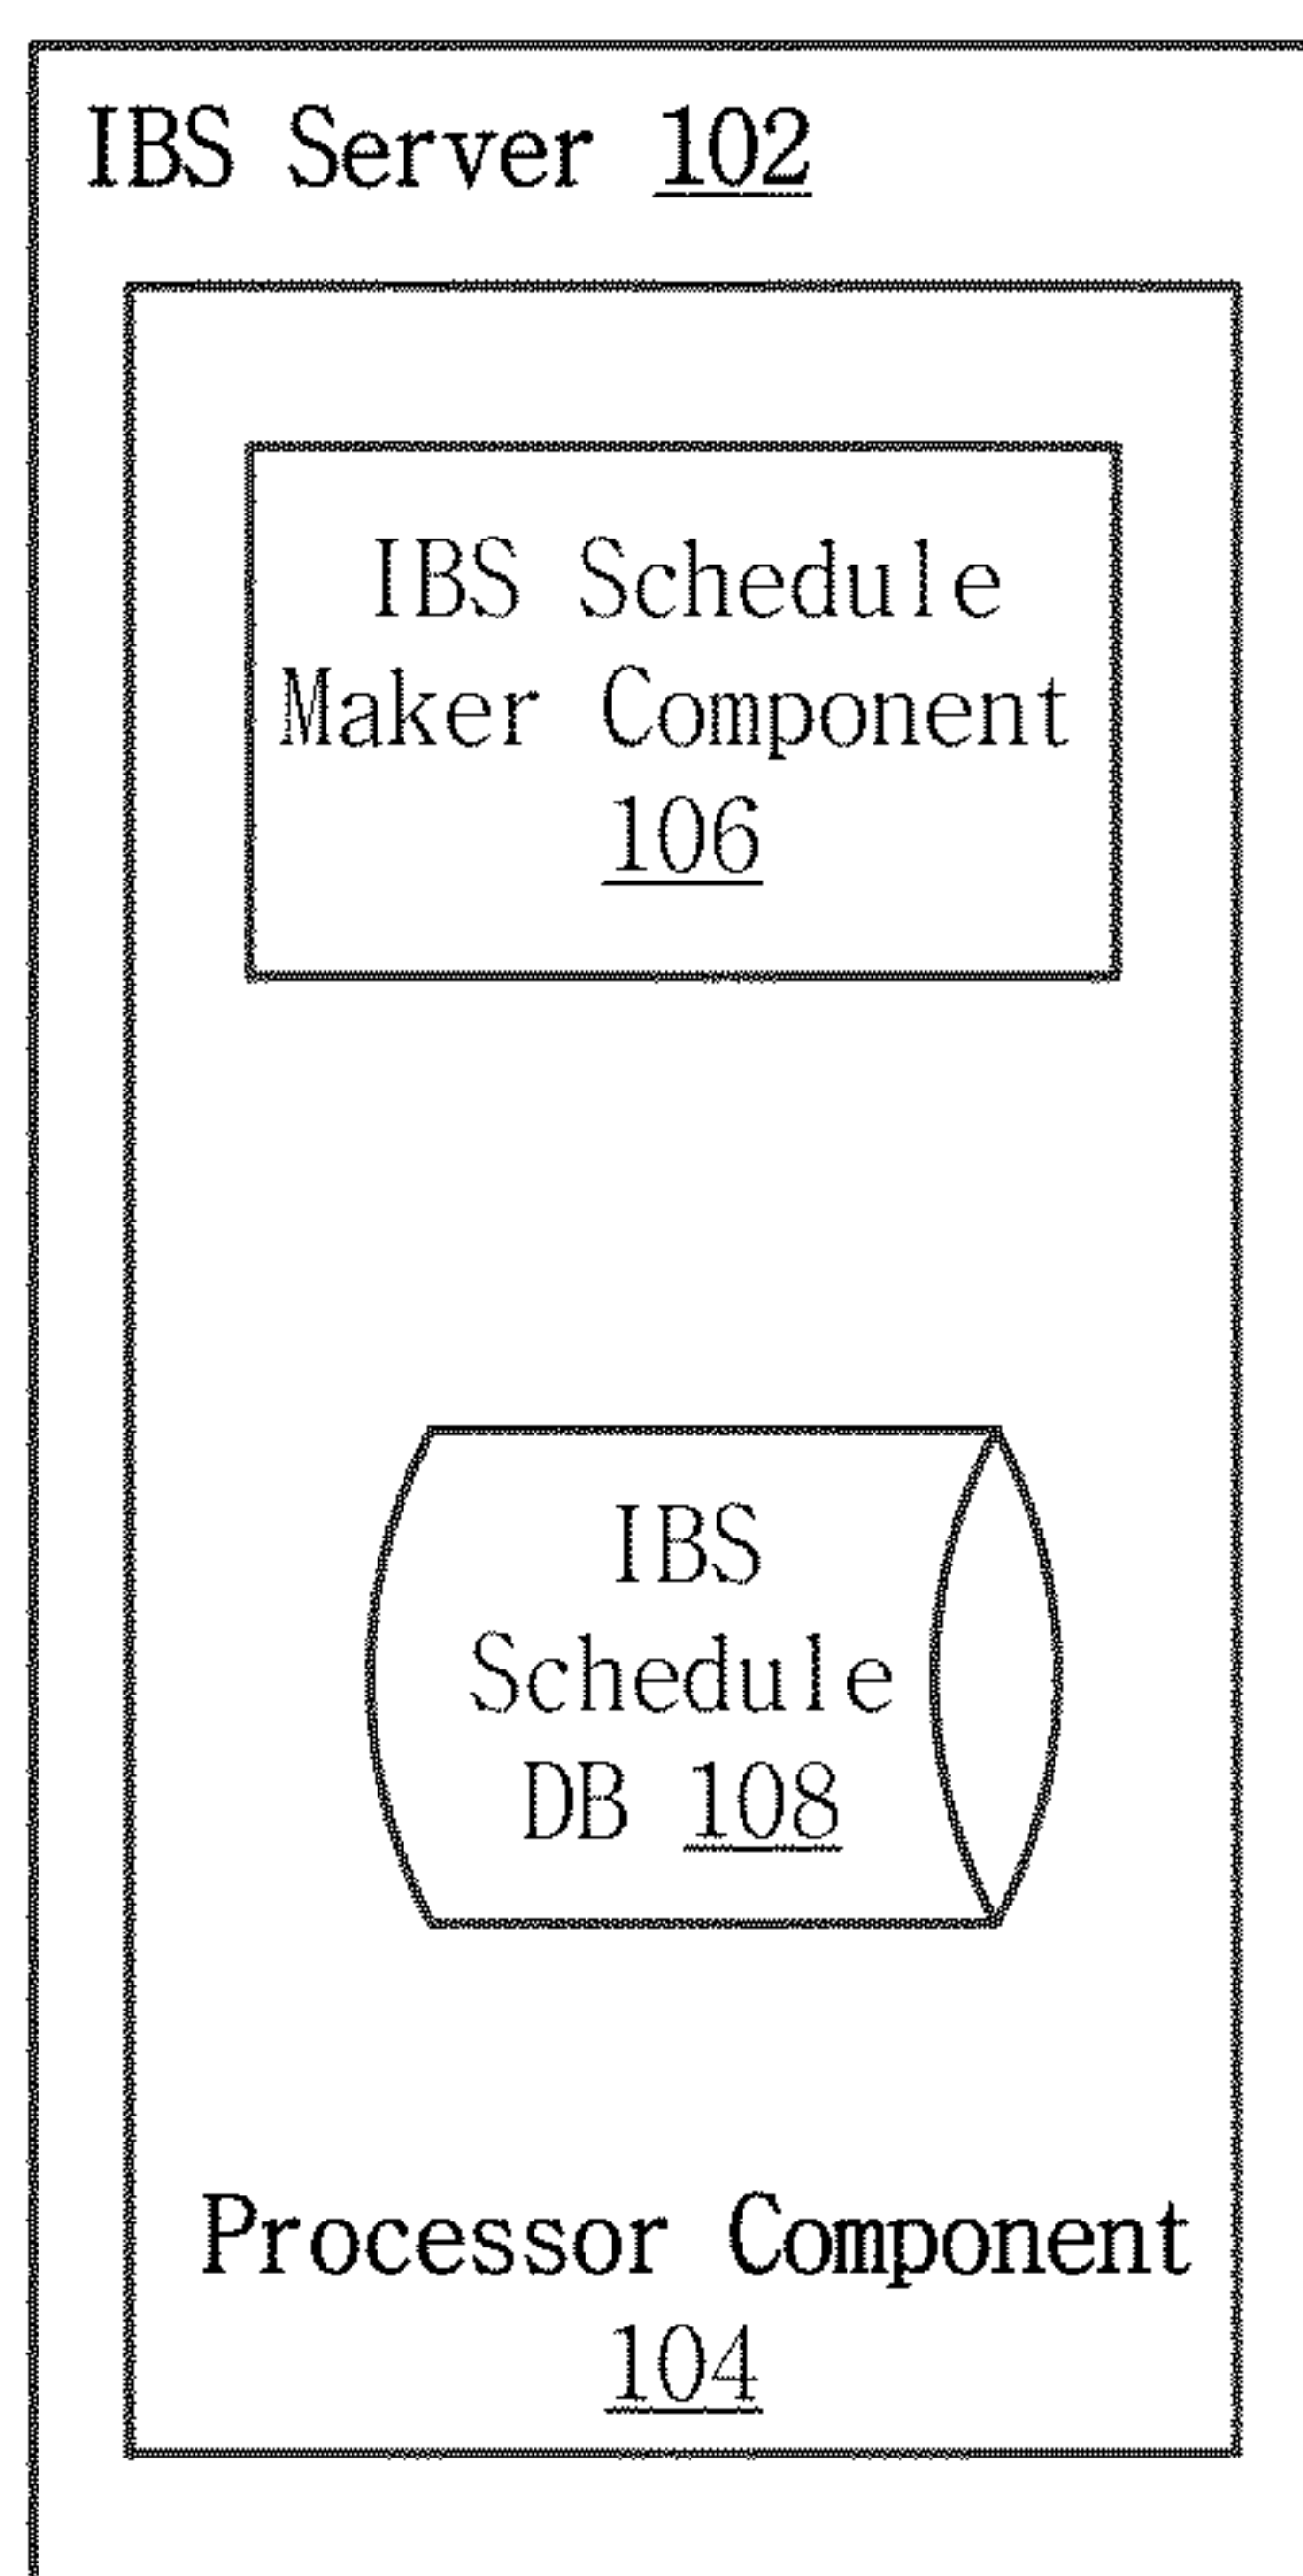 IBS Server 102
IBS Schedule
Maker Component
106
IBS
Schedule
DB 108
Processor Component
104